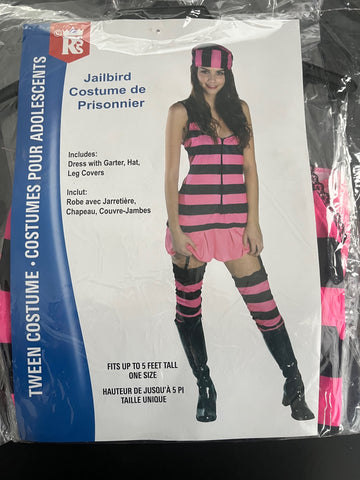 RG
Jailbird
Costume de
Prisonnier
Includes:
Dress with Garter, Hat,
Leg Covers
Inclut:
Robe avec Jarretière,
Chapeau, Couvre-Jambes
TWEEN COSTUME • COSTUMES POUR ADOLESCENTS
FITS UP TO 5 FEET TALL
ONE SIZE
HAUTEUR DE JUSQU'À 5 PI
TAILLE UNIQUE